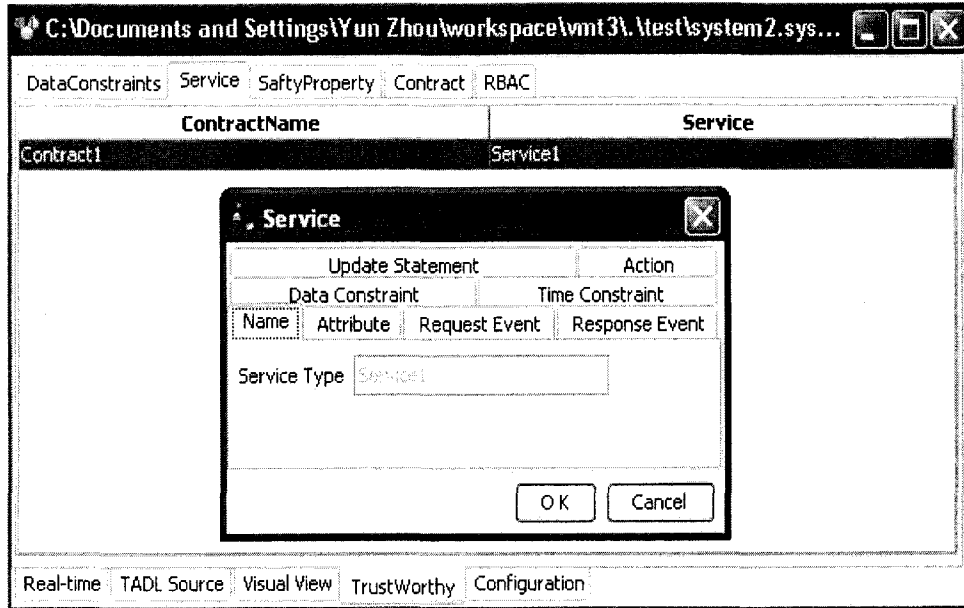 C:\Documents and Settings\Yun Zhou\workspace\vmt3\.\test\system2.sys...
DataConstraints Service SaftyProperty Contract RBAC
ContractName Service
Contract1 Service1
Service
Update Statement Action
Data Constraint Time Constraint
Name Attribute Request Event Response Event
Service Type Service1
OK Cancel
Real-time TADL Source Visual View TrustWorthy Configuration